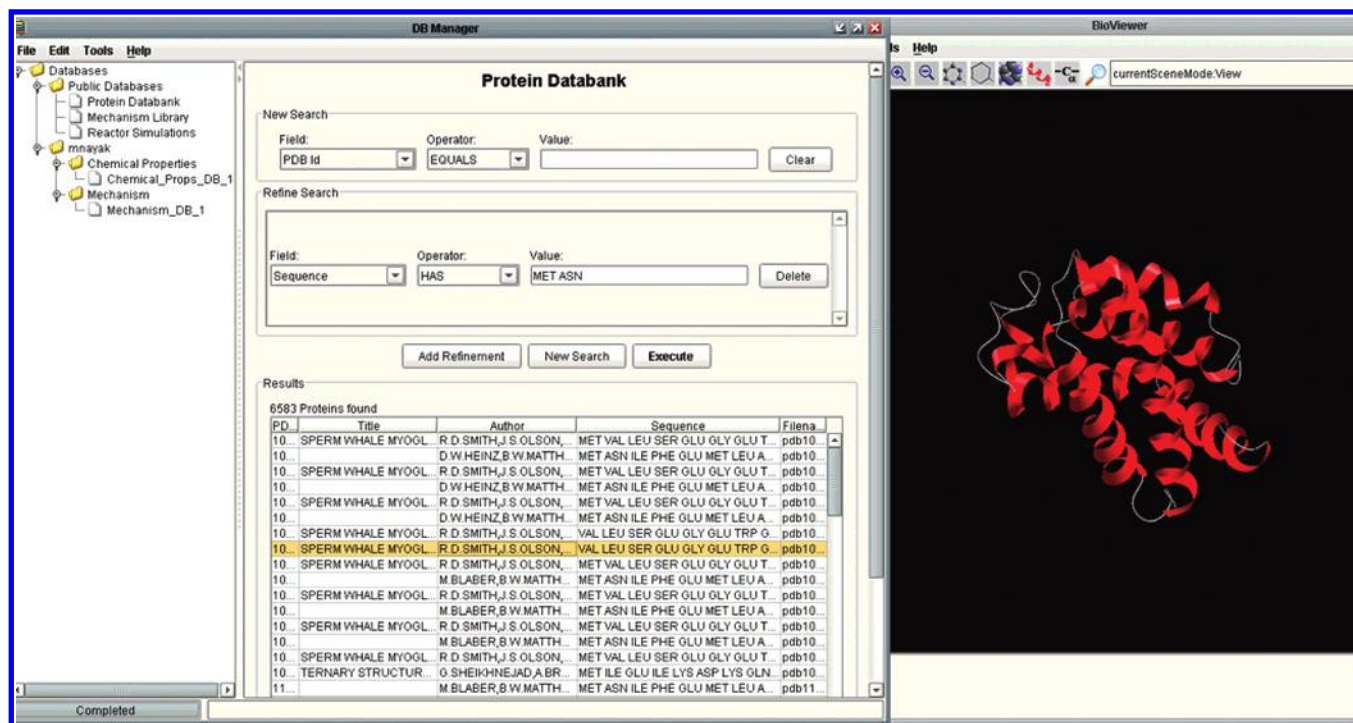 DB Manager
File Edit Tools Help
Databases
Public Databases
Protein Databank
Mechanism Library
Reactor Simulations
mnayak
Chemical Properties
Chemical_Props_DB_1
Mechanism
Mechanism_DB_1
Protein Databank
New Search
Field: Operator: Value:
PDB Id EQUALS Clear
Refine Search
Field: Operator: Value:
Sequence HAS MET ASN Delete
Add Refinement New Search Execute
Results
6583 Proteins found
PD... Title Author Sequence Filena...
10... SPERM WHALE MYOGL... R.D.SMITH,J.S.OLSON,... MET VAL LEU SER GLU GLY GLU T... pdb10...
10... D.W.HEINZ,B.W.MATTH... MET ASN ILE PHE GLU MET LEU A... pdb10...
10... SPERM WHALE MYOGL... R.D.SMITH,J.S.OLSON,... MET VAL LEU SER GLU GLY GLU T... pdb10...
10... D.W.HEINZ,B.W.MATTH... MET ASN ILE PHE GLU MET LEU A... pdb10...
10... SPERM WHALE MYOGL... R.D.SMITH,J.S.OLSON,... MET VAL LEU SER GLU GLY GLU T... pdb10...
10... D.W.HEINZ,B.W.MATTH... MET ASN ILE PHE GLU MET LEU A... pdb10...
10... SPERM WHALE MYOGL... R.D.SMITH,J.S.OLSON,... VAL LEU SER GLU GLY GLU TRP G... pdb10...
10... SPERM WHALE MYOGL... R.D.SMITH,J.S.OLSON,... VAL LEU SER GLU GLY GLU TRP G... pdb10...
10... SPERM WHALE MYOGL... R.D.SMITH,J.S.OLSON,... MET VAL LEU SER GLU GLY GLU T... pdb10...
10... M.BLABER,B.W.MATTH... MET ASN ILE PHE GLU MET LEU A... pdb10...
10... SPERM WHALE MYOGL... R.D.SMITH,J.S.OLSON,... MET VAL LEU SER GLU GLY GLU T... pdb10...
10... M.BLABER,B.W.MATTH... MET ASN ILE PHE GLU MET LEU A... pdb10...
10... SPERM WHALE MYOGL... R.D.SMITH,J.S.OLSON,... MET VAL LEU SER GLU GLY GLU T... pdb10...
10... M.BLABER,B.W.MATTH... MET ASN ILE PHE GLU MET LEU A... pdb10...
10... SPERM WHALE MYOGL... R.D.SMITH,J.S.OLSON,... MET VAL LEU SER GLU GLY GLU T... pdb10...
10... TERNARY STRUCTUR... G.SHEIKHNEJAD,A.BR... MET ILE GLU ILE LYS ASP LYS GLN... pdb10...
11... M.BLABER,B.W.MATTH... MET ASN ILE PHE GLU MET LEU A... pdb11...
Completed
BioViewer
ls Help
-Cα- currentSceneMode:View